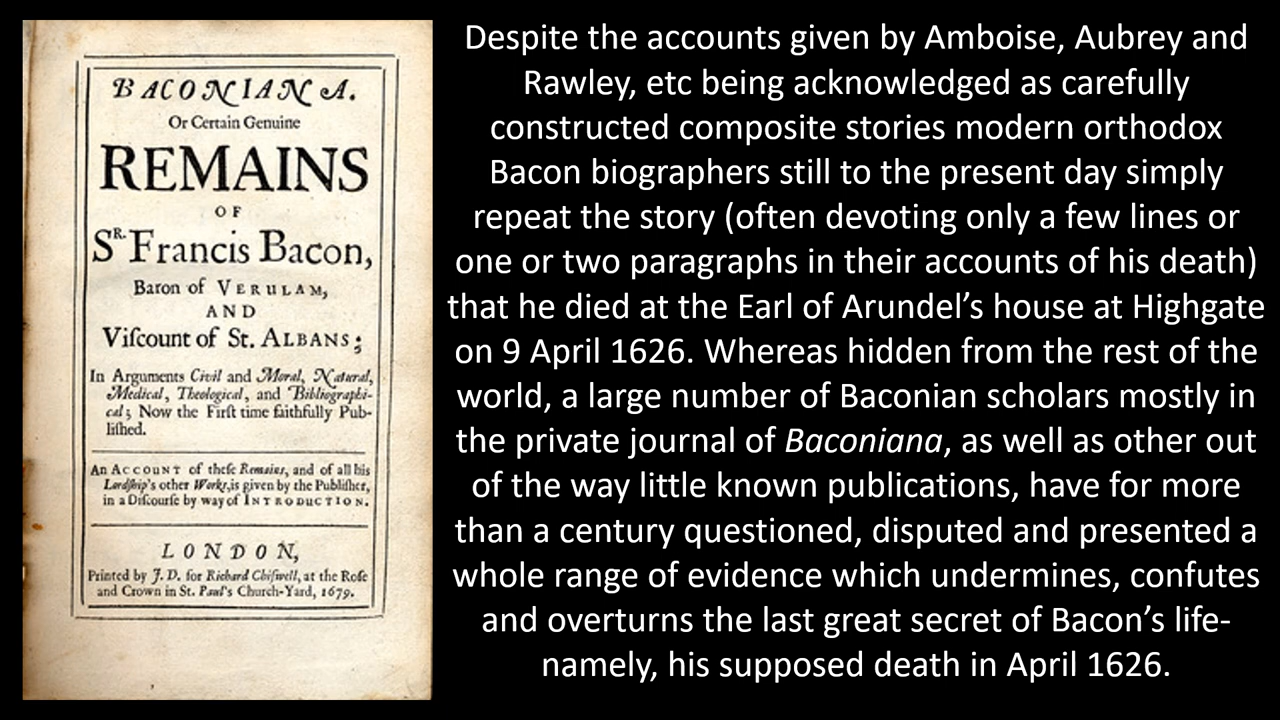 BACONIANA.
Or Certain Genuine
REMAINS
OF
Sr. Francis Bacon,
Baron of VERULAM,
AND
Viſcount of St. ALBANS;
In Arguments Civil and Moral, Natural,
Medical, Theological, and Bibliographi-
cal; Now the Firſt time faithfully Pub-
liſhed.
An ACCOUNT of theſe Remains, and of all his
Lordſhip's other Works, is given by the Publiſher,
in a Diſcourſe by way of INTRODUCTION.
LONDON,
Printed by J. D. for Richard Chiſwell, at the Roſe
and Crown in St. Paul's Church-Yard, 1679.
Despite the accounts given by Amboise, Aubrey and
Rawley, etc being acknowledged as carefully
constructed composite stories modern orthodox
Bacon biographers still to the present day simply
repeat the story (often devoting only a few lines or
one or two paragraphs in their accounts of his death)
that he died at the Earl of Arundel’s house at Highgate
on 9 April 1626. Whereas hidden from the rest of the
world, a large number of Baconian scholars mostly in
the private journal of Baconiana, as well as other out
of the way little known publications, have for more
than a century questioned, disputed and presented a
whole range of evidence which undermines, confutes
and overturns the last great secret of Bacon’s life-
namely, his supposed death in April 1626.